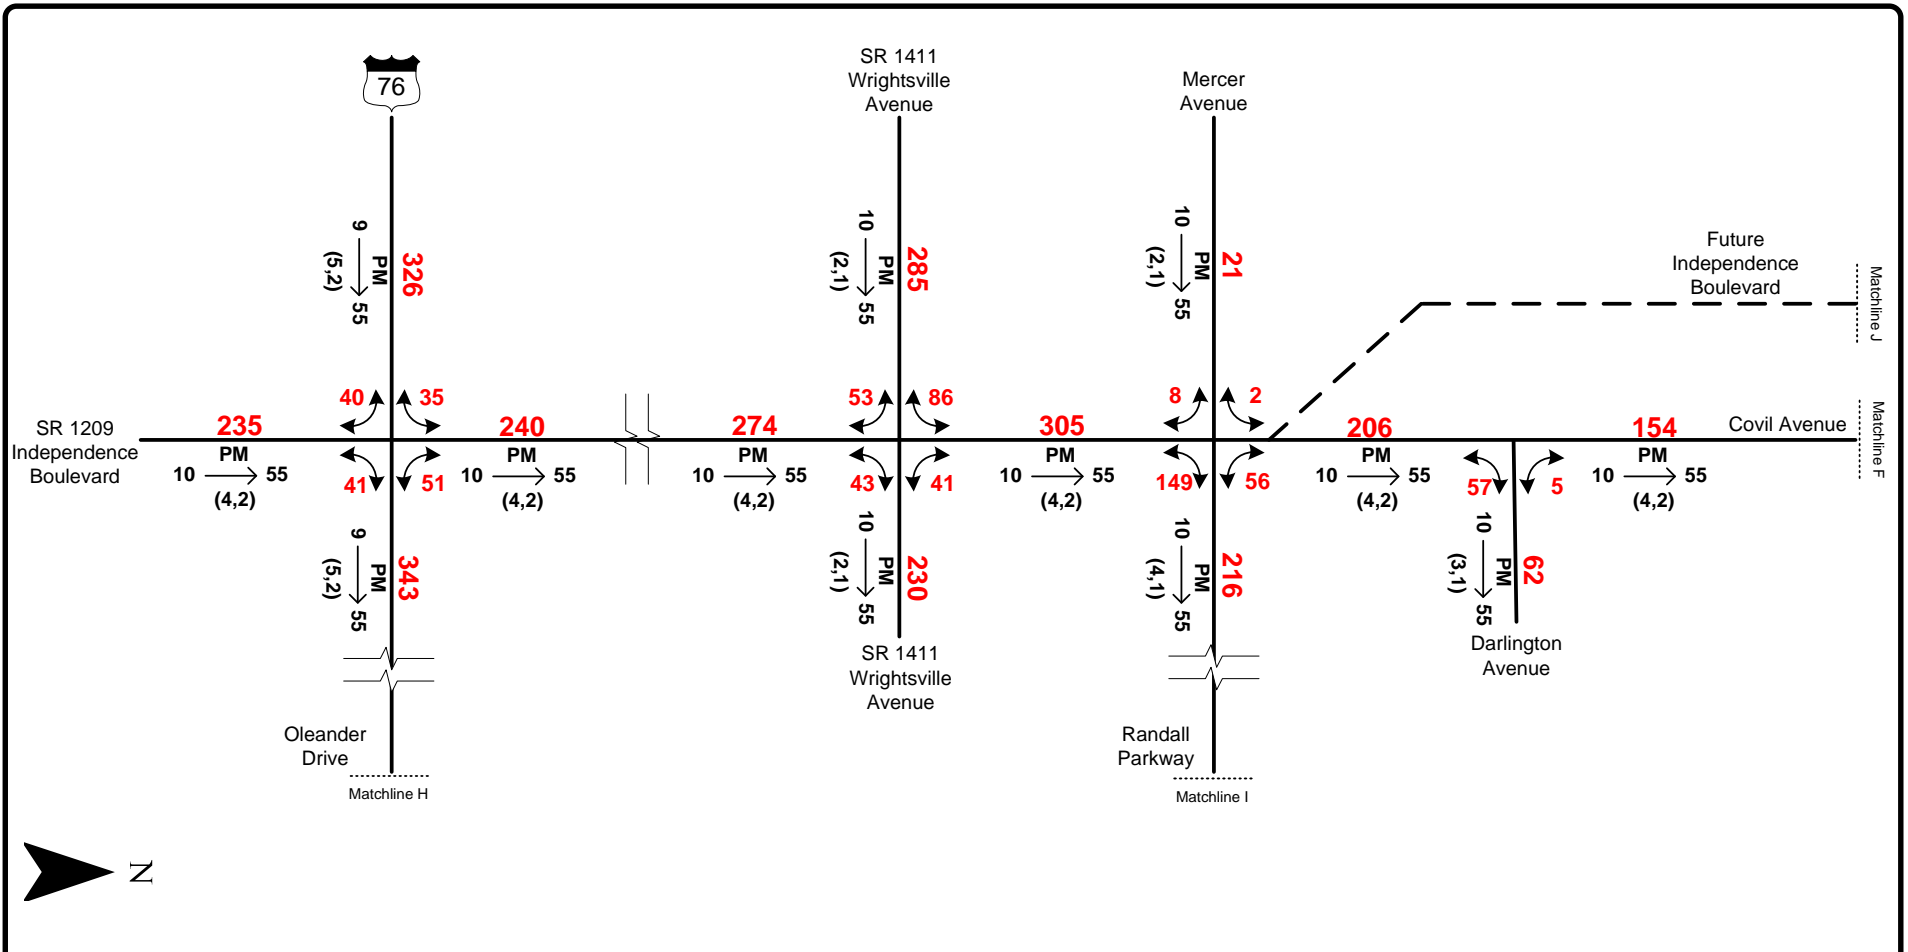 76
SR 1411
Wrightsville
Avenue
Mercer
Avenue
9
PM
(5,2)
55
326
10
PM
(2,1)
55
285
10
PM
(2,1)
55
21
Future
Independence
Boulevard
Matchline J
SR 1209
Independence
Boulevard
235
PM
10 55
(4,2)
40
35
41
51
240
PM
10 55
(4,2)
274
PM
10 55
(4,2)
53
86
43
41
305
PM
10 55
(4,2)
8
2
149
56
206
PM
10 55
(4,2)
57
5
154
PM
10 55
(4,2)
Covil Avenue
Matchline F
9
PM
(5,2)
55
343
10
PM
(2,1)
55
230
10
PM
(4,1)
55
216
10
PM
(3,1)
55
62
SR 1411
Wrightsville
Avenue
Darlington
Avenue
Oleander
Drive
Matchline H
Randall
Parkway
Matchline I
N